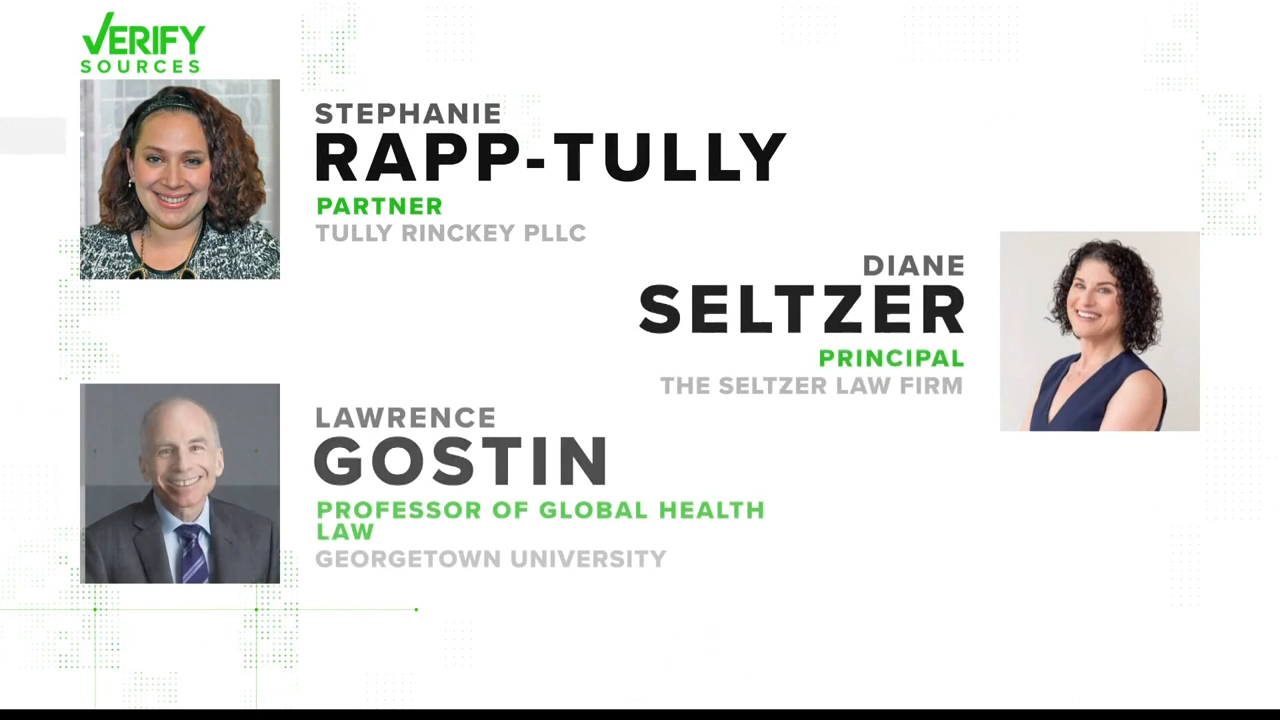 VERIFY
SOURCES
STEPHANIE
RAPP-TULLY
PARTNER
TULLY RINCKEY PLLC
DIANE
SELTZER
PRINCIPAL
THE SELTZER LAW FIRM
LAWRENCE
GOSTIN
PROFESSOR OF GLOBAL HEALTH
LAW
GEORGETOWN UNIVERSITY